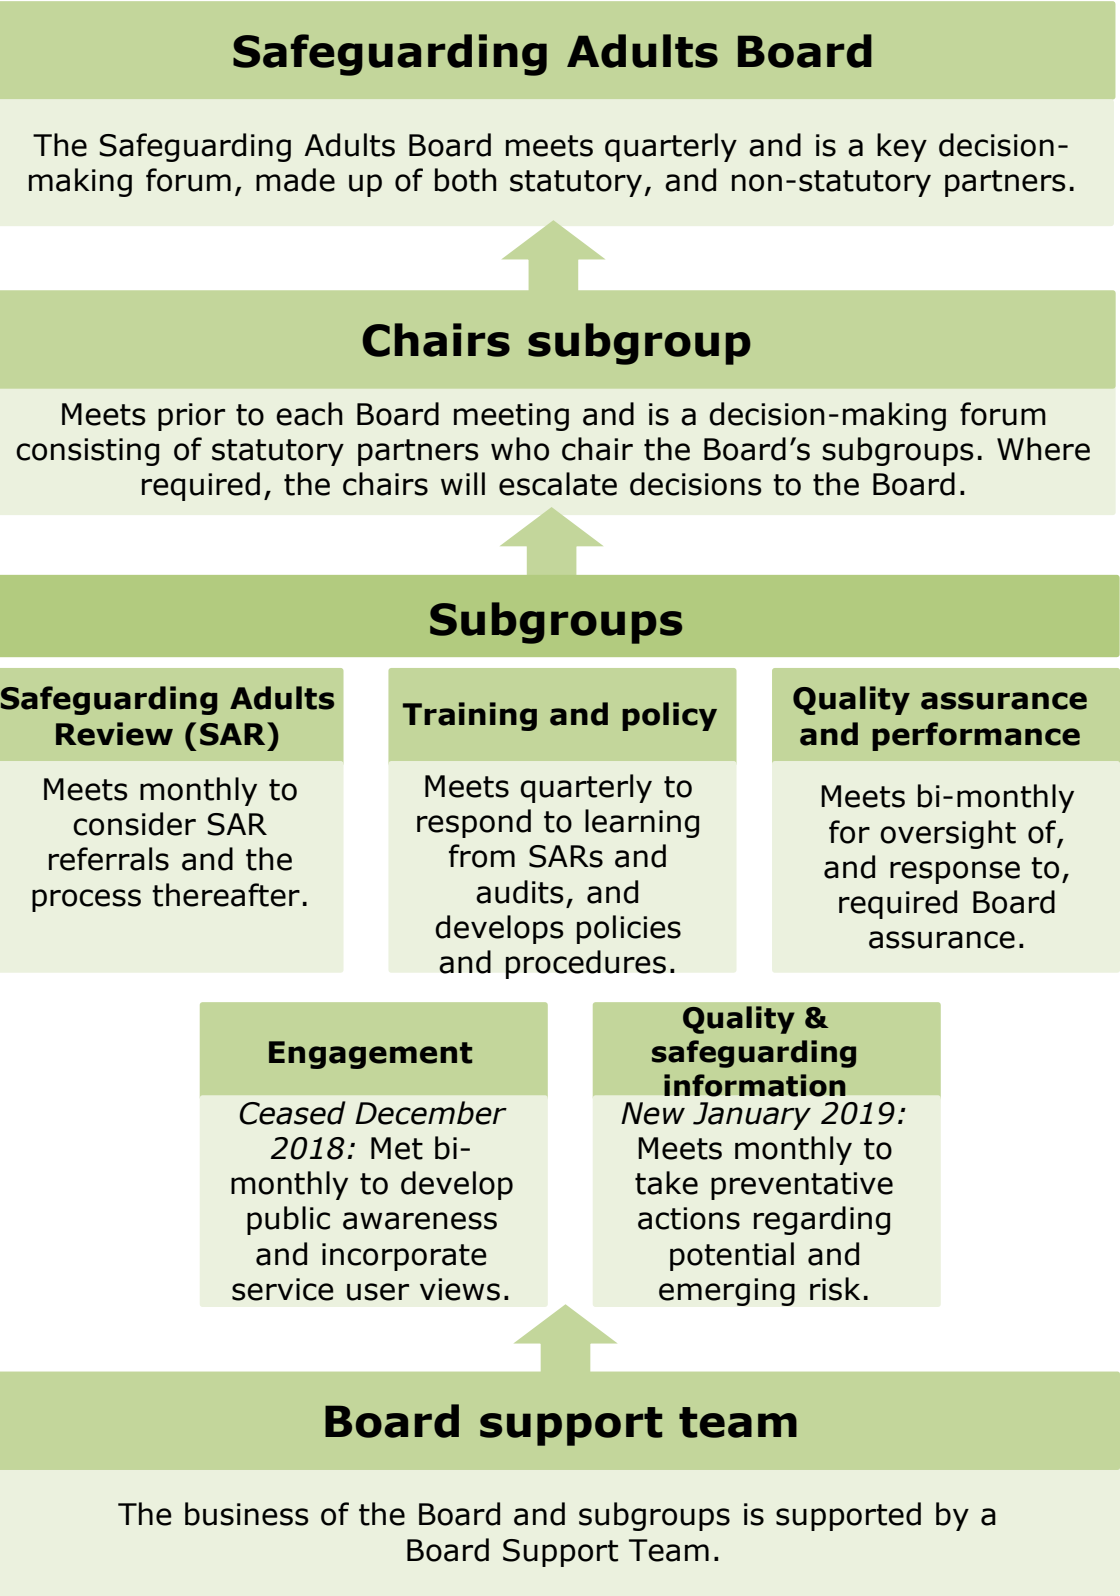 Safeguarding Adults Board
The Safeguarding Adults Board meets quarterly and is a key decision-
making forum, made up of both statutory, and non-statutory partners.
Chairs subgroup
Meets prior to each Board meeting and is a decision-making forum
consisting of statutory partners who chair the Board’s subgroups. Where
required, the chairs will escalate decisions to the Board.
Subgroups
Safeguarding Adults
Review (SAR)
Meets monthly to
consider SAR
referrals and the
process thereafter.
Training and policy
Meets quarterly to
respond to learning
from SARs and
audits, and
develops policies
and procedures.
Quality assurance
and performance
Meets bi-monthly
for oversight of,
and response to,
required Board
assurance.
Engagement
Ceased December
2018: Met bi-
monthly to develop
public awareness
and incorporate
service user views.
Quality &
safeguarding
information
New January 2019:
Meets monthly to
take preventative
actions regarding
potential and
emerging risk.
Board support team
The business of the Board and subgroups is supported by a
Board Support Team.